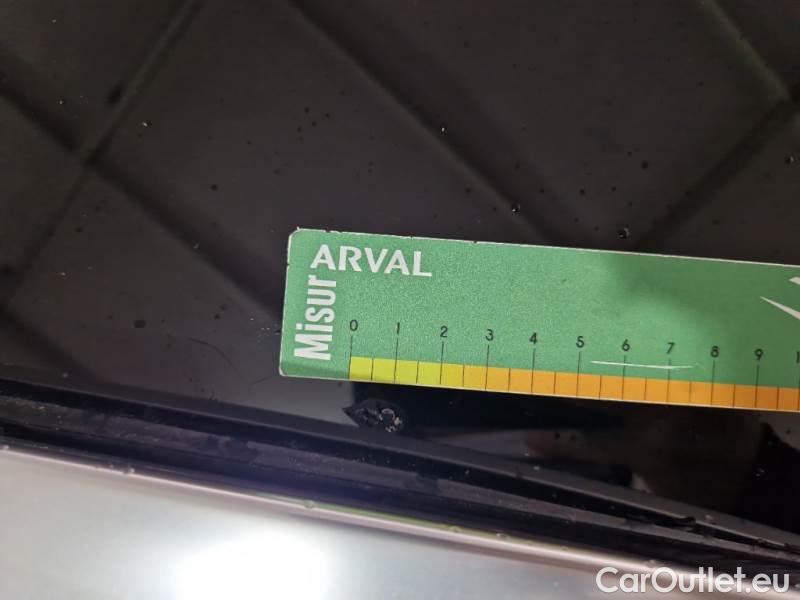 ARVAL
Misur
0 1 2 3 4 5 6 7 8 9
CarOutlet.eu